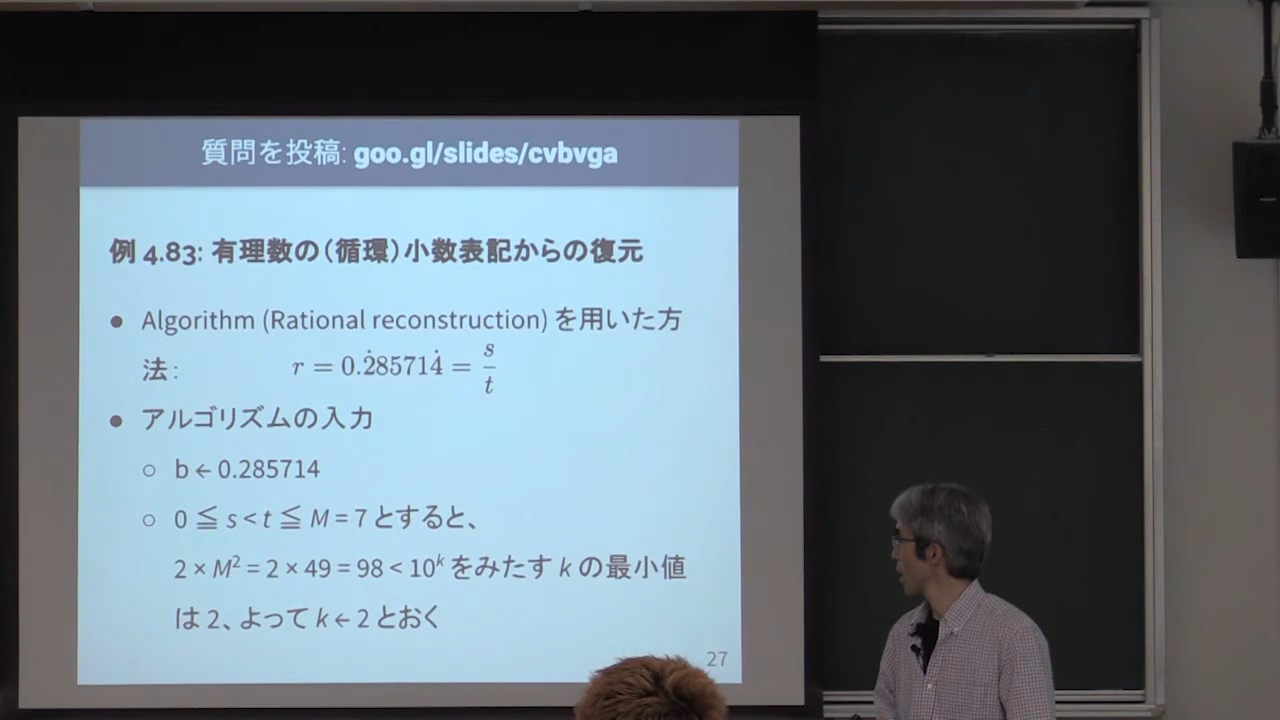 質問を投稿: goo.gl/slides/cvbvga
例 4.83: 有理数の(循環)小数表記からの復元
● Algorithm (Rational reconstruction) を用いた方
法: r = 0.2̇85714̇ = s/t
● アルゴリズムの入力
○ b ← 0.285714
○ 0 ≦ s < t ≦ M = 7 とすると、
2 × M² = 2 × 49 = 98 < 10ᵏ をみたす k の最小値
は 2、よって k ← 2 とおく
27